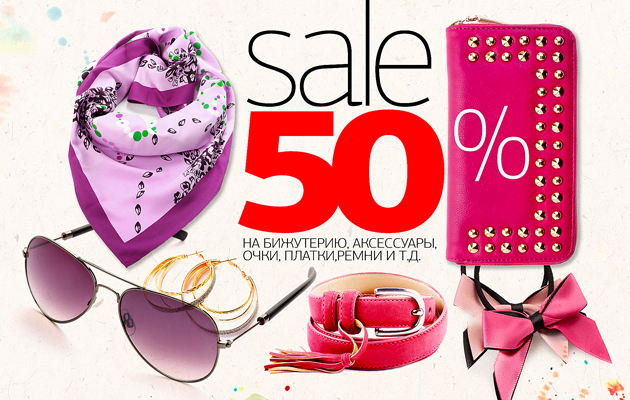 sale
50%
НА БИЖУТЕРИЮ, АКСЕССУАРЫ,
ОЧКИ, ПЛАТКИ,РЕМНИ И Т.Д.